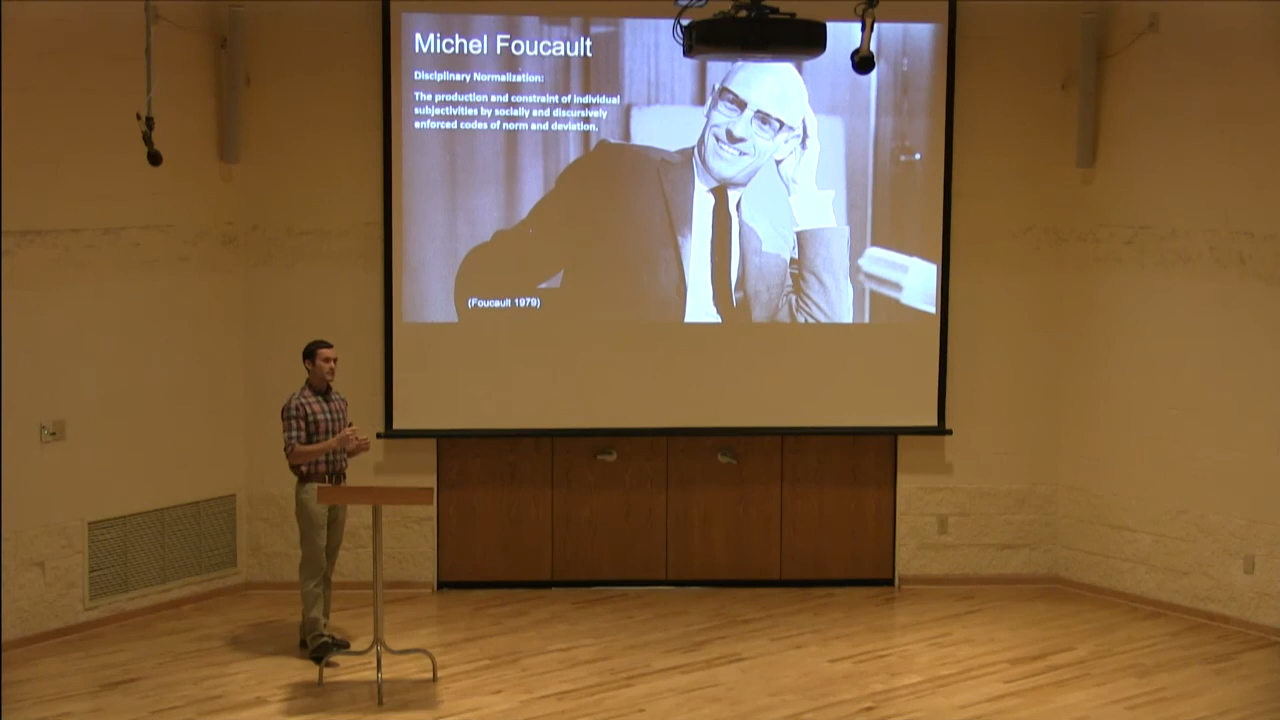 Michel Foucault
Disciplinary Normalization:
The production and constraint of individual
subjectivities by socially and discursively
enforced codes of norm and deviation.
(Foucault 1979)